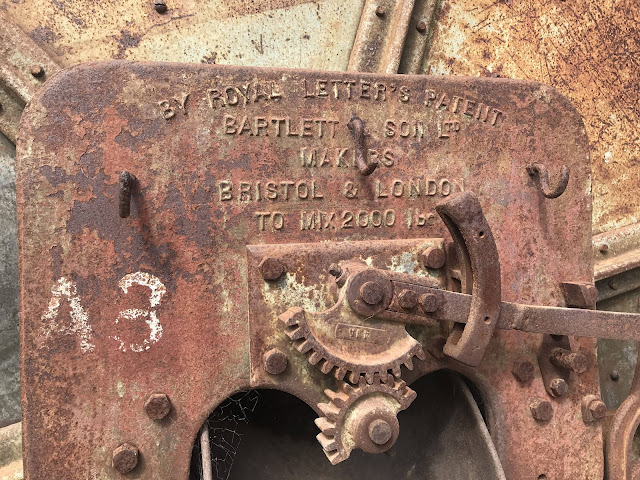 BY ROYAL LETTER'S PATENT
BARTLETT & SON LTD
MAKERS
BRISTOL & LONDON
TO MIX 2000 lbs
A3